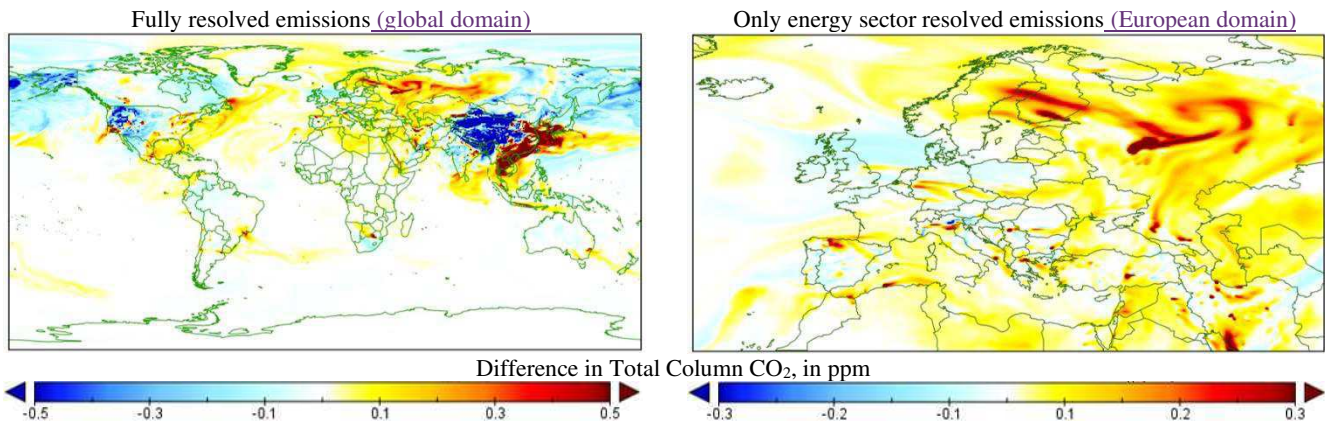 Fully resolved emissions (global domain)
Only energy sector resolved emissions (European domain)
Difference in Total Column CO₂, in ppm
-0.5 -0.3 -0.1 0.1 0.3 0.5
-0.3 -0.2 -0.1 0.1 0.2 0.3